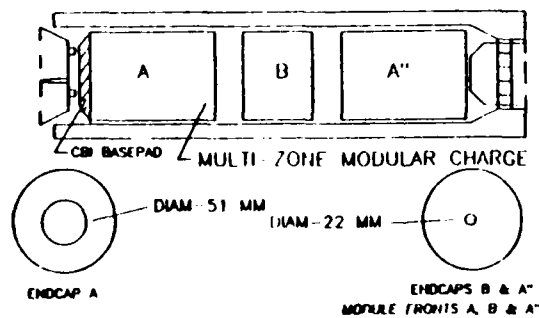 A B A"
CBI BASEPAD
MULTI-ZONE MODULAR CHARGE
DIAM-51 MM
DIAM-22 MM
ENDCAP A
ENDCAPS B & A"
MODULE FRONTS A, B & A"